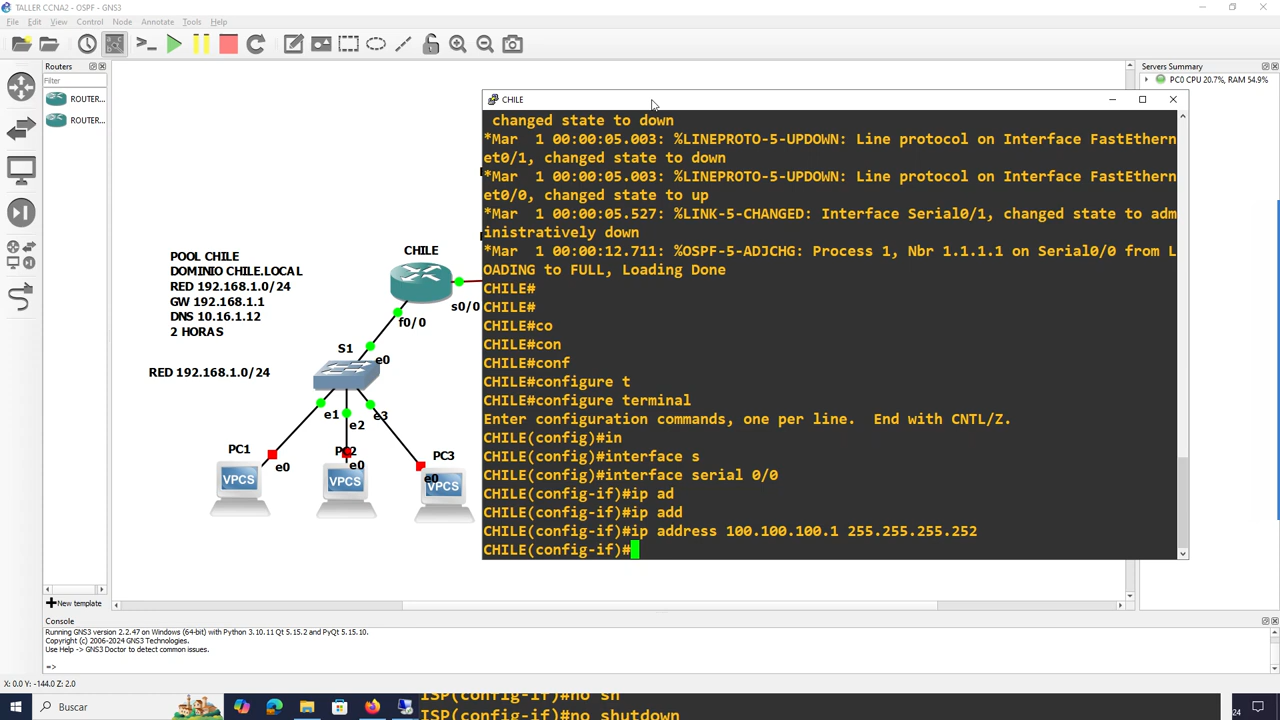 TALLER CCNA2 - OSPF - GNS3
File Edit View Control Node Annotate Tools Help
Routers
Filter
ROUTER...
ROUTER...
Servers Summary
PC0 CPU 20.7%, RAM 54.9%
POOL CHILE
DOMINIO CHILE.LOCAL
RED 192.168.1.0/24
GW 192.168.1.1
DNS 10.16.1.12
2 HORAS
RED 192.168.1.0/24
CHILE
s0/0
f0/0
S1
e0
e1
e2
e3
PC1
e0
VPCS
PC2
e0
VPCS
PC3
e0
VPCS
CHILE
changed state to down
*Mar 1 00:00:05.003: %LINEPROTO-5-UPDOWN: Line protocol on Interface FastEthern
et0/1, changed state to down
*Mar 1 00:00:05.003: %LINEPROTO-5-UPDOWN: Line protocol on Interface FastEthern
et0/0, changed state to up
*Mar 1 00:00:05.527: %LINK-5-CHANGED: Interface Serial0/1, changed state to adm
inistratively down
*Mar 1 00:00:12.711: %OSPF-5-ADJCHG: Process 1, Nbr 1.1.1.1 on Serial0/0 from L
OADING to FULL, Loading Done
CHILE#
CHILE#
CHILE#co
CHILE#con
CHILE#conf
CHILE#configure t
CHILE#configure terminal
Enter configuration commands, one per line. End with CNTL/Z.
CHILE(config)#in
CHILE(config)#interface s
CHILE(config)#interface serial 0/0
CHILE(config-if)#ip ad
CHILE(config-if)#ip add
CHILE(config-if)#ip address 100.100.100.1 255.255.255.252
CHILE(config-if)#
New template
Console
Running GNS3 version 2.2.47 on Windows (64-bit) with Python 3.10.11 Qt 5.15.2 and PyQt 5.15.10.
Copyright (c) 2006-2024 GNS3 Technologies.
Use Help -> GNS3 Doctor to detect common issues.
=>
X: 0.0 Y: -144.0 Z: 2.0
Buscar
ISP(config-if)#no sh
ISP(config-if)#no shutdown
24